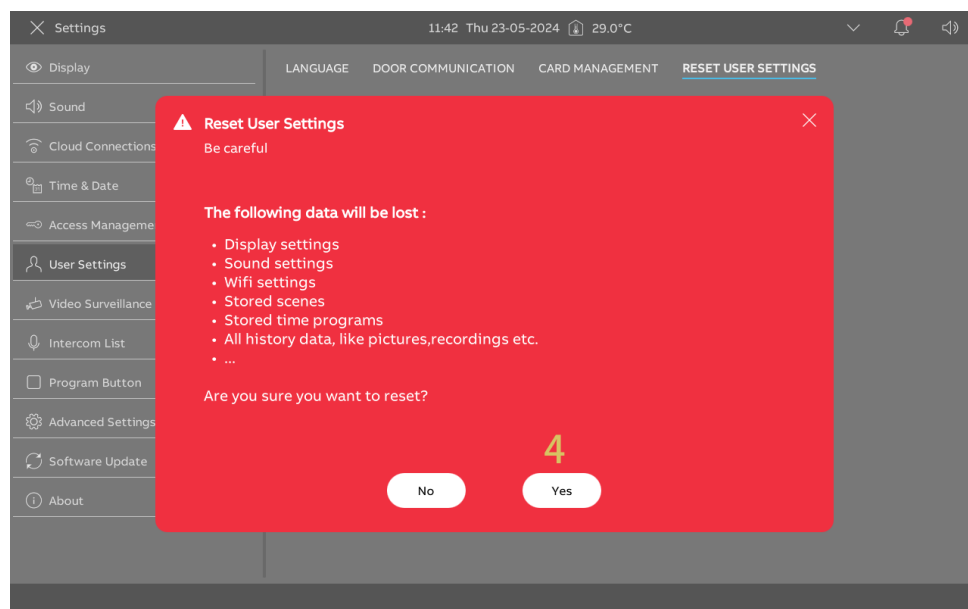 Settings
11:42 Thu 23-05-2024 29.0°C
Display
LANGUAGE DOOR COMMUNICATION CARD MANAGEMENT RESET USER SETTINGS
Sound
Cloud Connections
Time & Date
Access Manageme
User Settings
Video Surveillance
Intercom List
Program Button
Advanced Settings
Software Update
About
Reset User Settings
Be careful
The following data will be lost :
• Display settings
• Sound settings
• Wifi settings
• Stored scenes
• Stored time programs
• All history data, like pictures,recordings etc.
• ...
Are you sure you want to reset?
4
No Yes